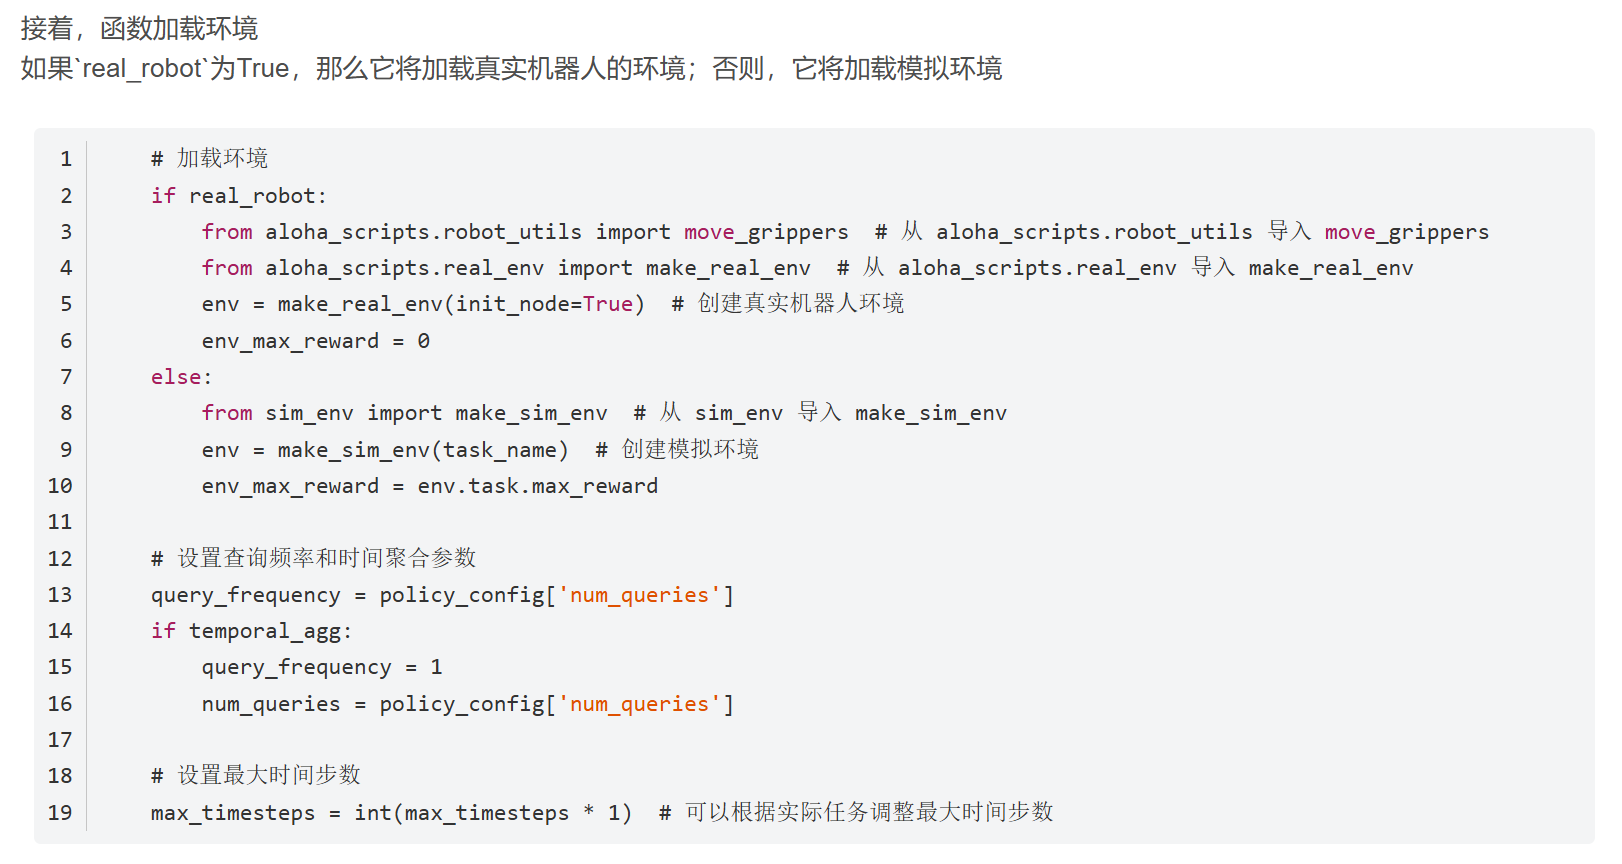 接着，函数加载环境
如果`real_robot`为True，那么它将加载真实机器人的环境；否则，它将加载模拟环境
1 # 加载环境
2 if real_robot:
3 from aloha_scripts.robot_utils import move_grippers # 从 aloha_scripts.robot_utils 导入 move_grippers
4 from aloha_scripts.real_env import make_real_env # 从 aloha_scripts.real_env 导入 make_real_env
5 env = make_real_env(init_node=True) # 创建真实机器人环境
6 env_max_reward = 0
7 else:
8 from sim_env import make_sim_env # 从 sim_env 导入 make_sim_env
9 env = make_sim_env(task_name) # 创建模拟环境
10 env_max_reward = env.task.max_reward
11
12 # 设置查询频率和时间聚合参数
13 query_frequency = policy_config['num_queries']
14 if temporal_agg:
15 query_frequency = 1
16 num_queries = policy_config['num_queries']
17
18 # 设置最大时间步数
19 max_timesteps = int(max_timesteps * 1) # 可以根据实际任务调整最大时间步数